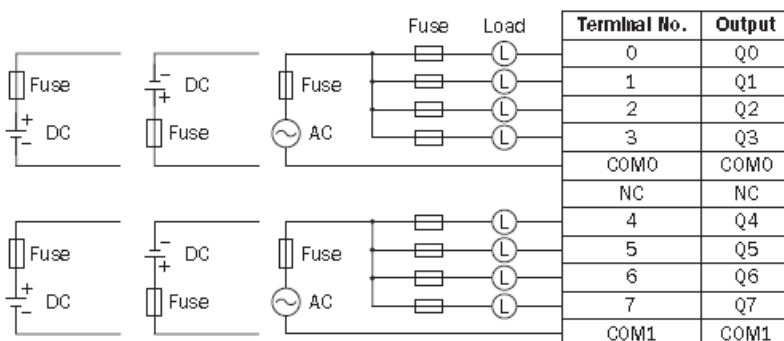 Fuse Load Terminal No. Output
0 Q0
Fuse DC Fuse 1 Q1
2 Q2
DC Fuse AC 3 Q3
COM0 COM0
NC NC
4 Q4
Fuse DC Fuse 5 Q5
6 Q6
DC Fuse AC 7 Q7
COM1 COM1
L
L
L
L
L
L
L
L